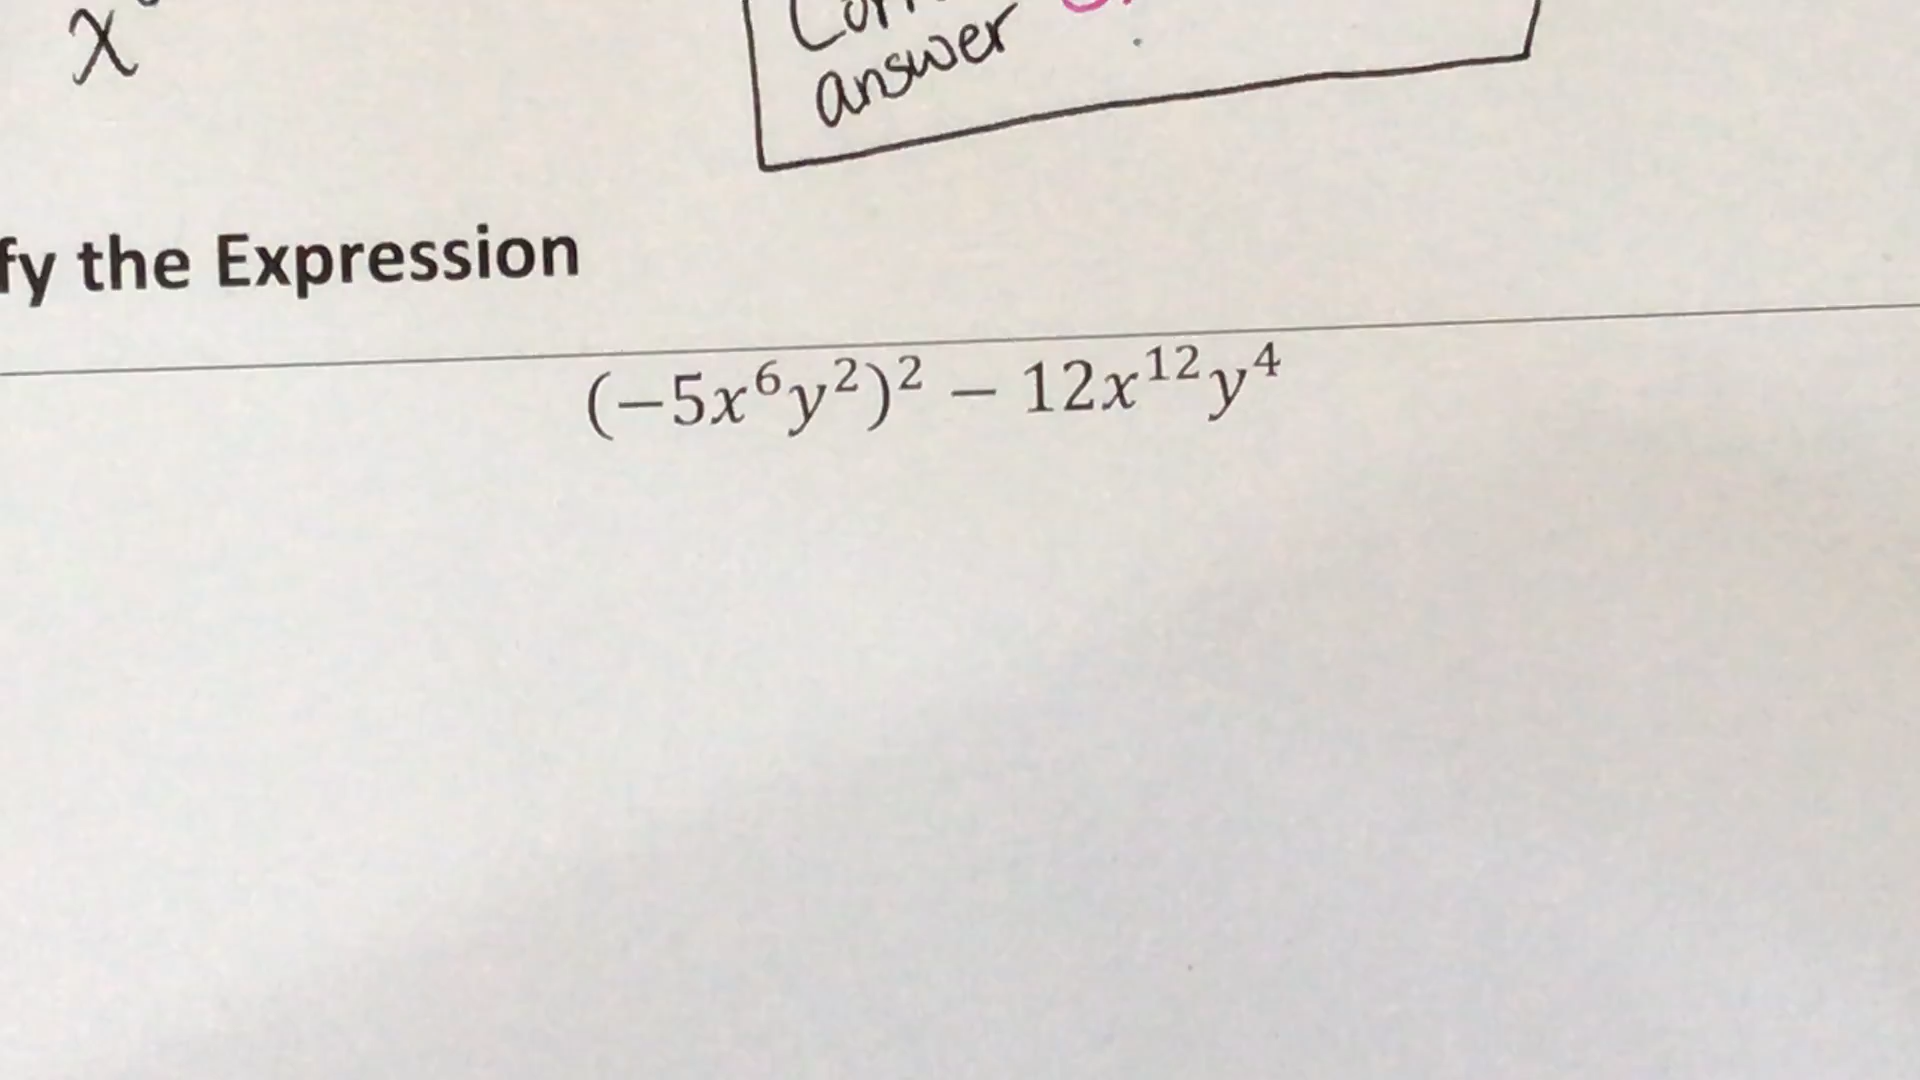 x
answer
fy the Expression
(−5x⁶y²)² − 12x¹²y⁴